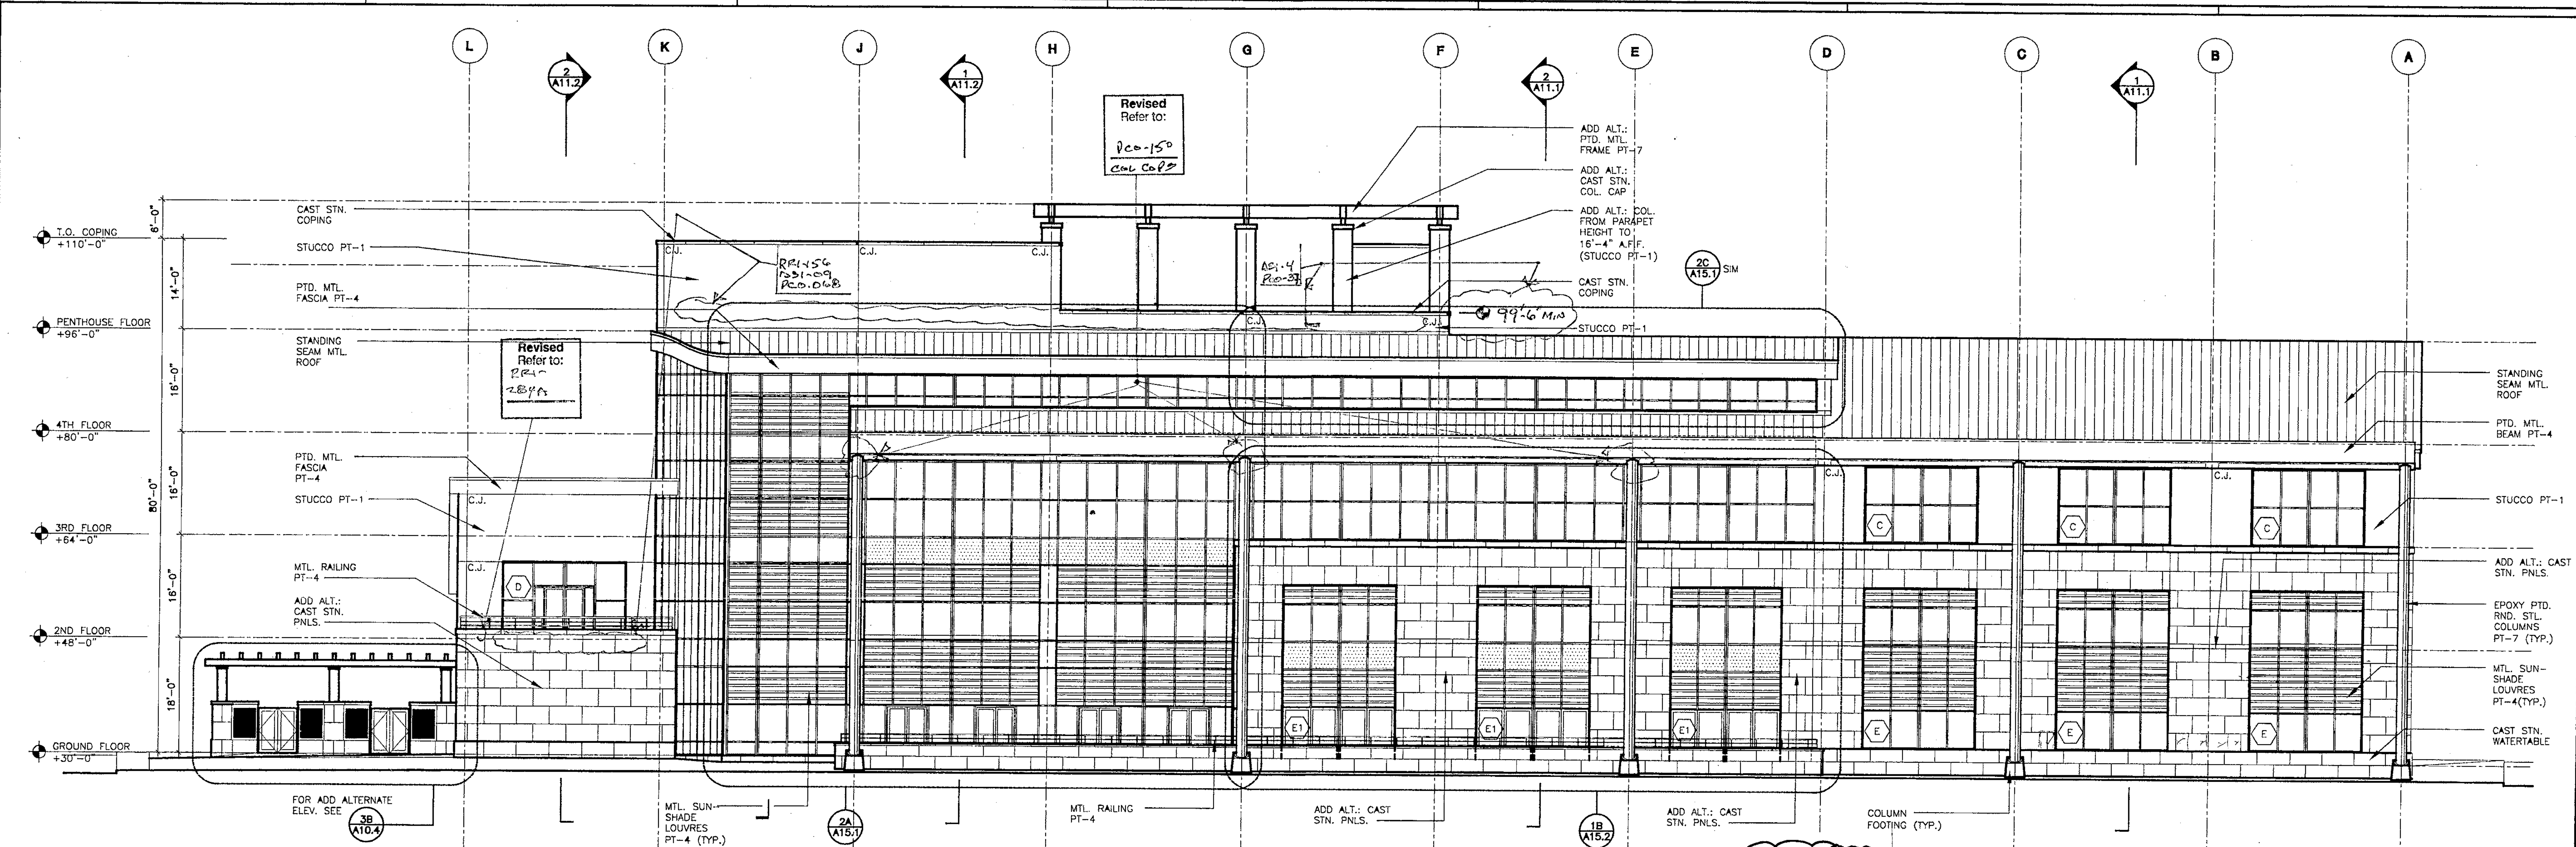 L
K
J
H
G
F
E
D
C
B
A
2
A11.2
1
A11.2
2
A11.1
1
A11.1
Revised
Refer to:
PCO-150
COL CAPS
ADD ALT.:
PTD. MTL.
FRAME PT-7
ADD ALT.:
CAST STN.
COL. CAP
ADD ALT.: COL.
FROM PARAPET
HEIGHT TO
16'-4" A.F.F.
(STUCCO PT-1)
CAST STN.
COPING
STUCCO PT-1
2C
A15.1
SIM
99'-6" MIN
6'-0"
14'-0"
16'-0"
16'-0"
16'-0"
18'-0"
80'-0"
T.O. COPING
+110'-0"
PENTHOUSE FLOOR
+96'-0"
4TH FLOOR
+80'-0"
3RD FLOOR
+64'-0"
2ND FLOOR
+48'-0"
GROUND FLOOR
+30'-0"
CAST STN.
COPING
STUCCO PT-1
PTD. MTL.
FASCIA PT-4
STANDING
SEAM MTL.
ROOF
Revised
Refer to:
284A
PTD. MTL.
FASCIA
PT-4
STUCCO PT-1
MTL. RAILING
PT-4
ADD ALT.:
CAST STN.
PNLS.
C.J.
C.J.
C.J.
RFI-156
PCO.068
PCO-37
C.J.
C.J.
C.J.
C.J.
C.J.
C.J.
D
C
C
C
E1
E1
E1
E
E
E
STANDING
SEAM MTL.
ROOF
PTD. MTL.
BEAM PT-4
STUCCO PT-1
ADD ALT.: CAST
STN. PNLS.
EPOXY PTD.
RND. STL.
COLUMNS
PT-7 (TYP.)
MTL. SUN-
SHADE
LOUVRES
PT-4(TYP.)
CAST STN.
WATERTABLE
FOR ADD ALTERNATE
ELEV. SEE
3B
A10.4
MTL. SUN-
SHADE
LOUVRES
PT-4 (TYP.)
2A
A15.1
MTL. RAILING
PT-4
ADD ALT.: CAST
STN. PNLS.
1B
A15.2
ADD ALT.: CAST
STN. PNLS.
COLUMN
FOOTING (TYP.)